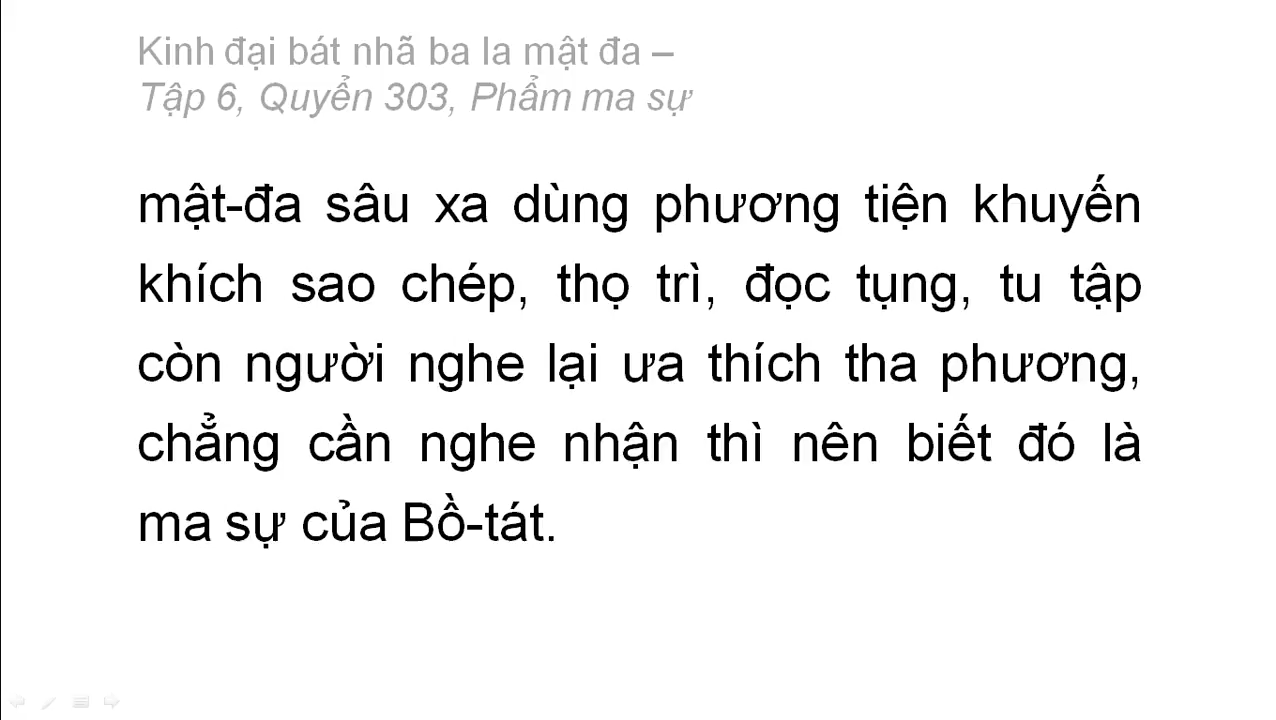 Kinh đại bát nhã ba la mật đa –
Tập 6, Quyển 303, Phẩm ma sự
mật-đa sâu xa dùng phương tiện khuyến
khích sao chép, thọ trì, đọc tụng, tu tập
còn người nghe lại ưa thích tha phương,
chẳng cần nghe nhận thì nên biết đó là
ma sự của Bồ-tát.